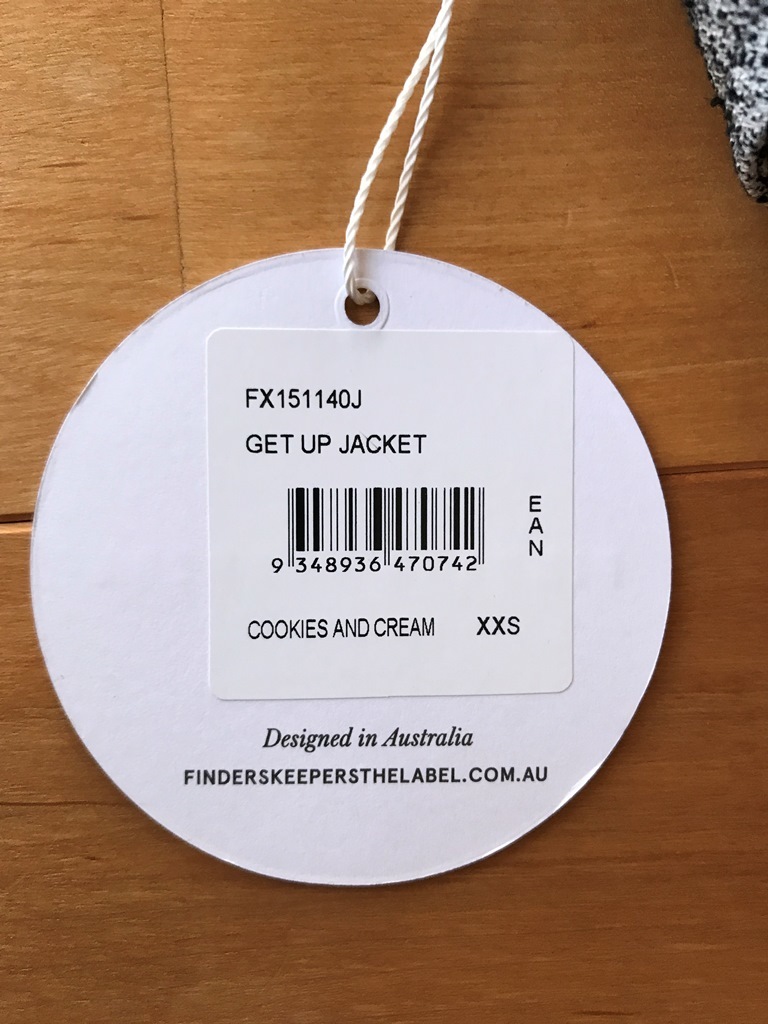 FX151140J
GET UP JACKET
EAN
9 348936 470742
COOKIES AND CREAM XXS
Designed in Australia
FINDERSKEEPERSTHELABEL.COM.AU